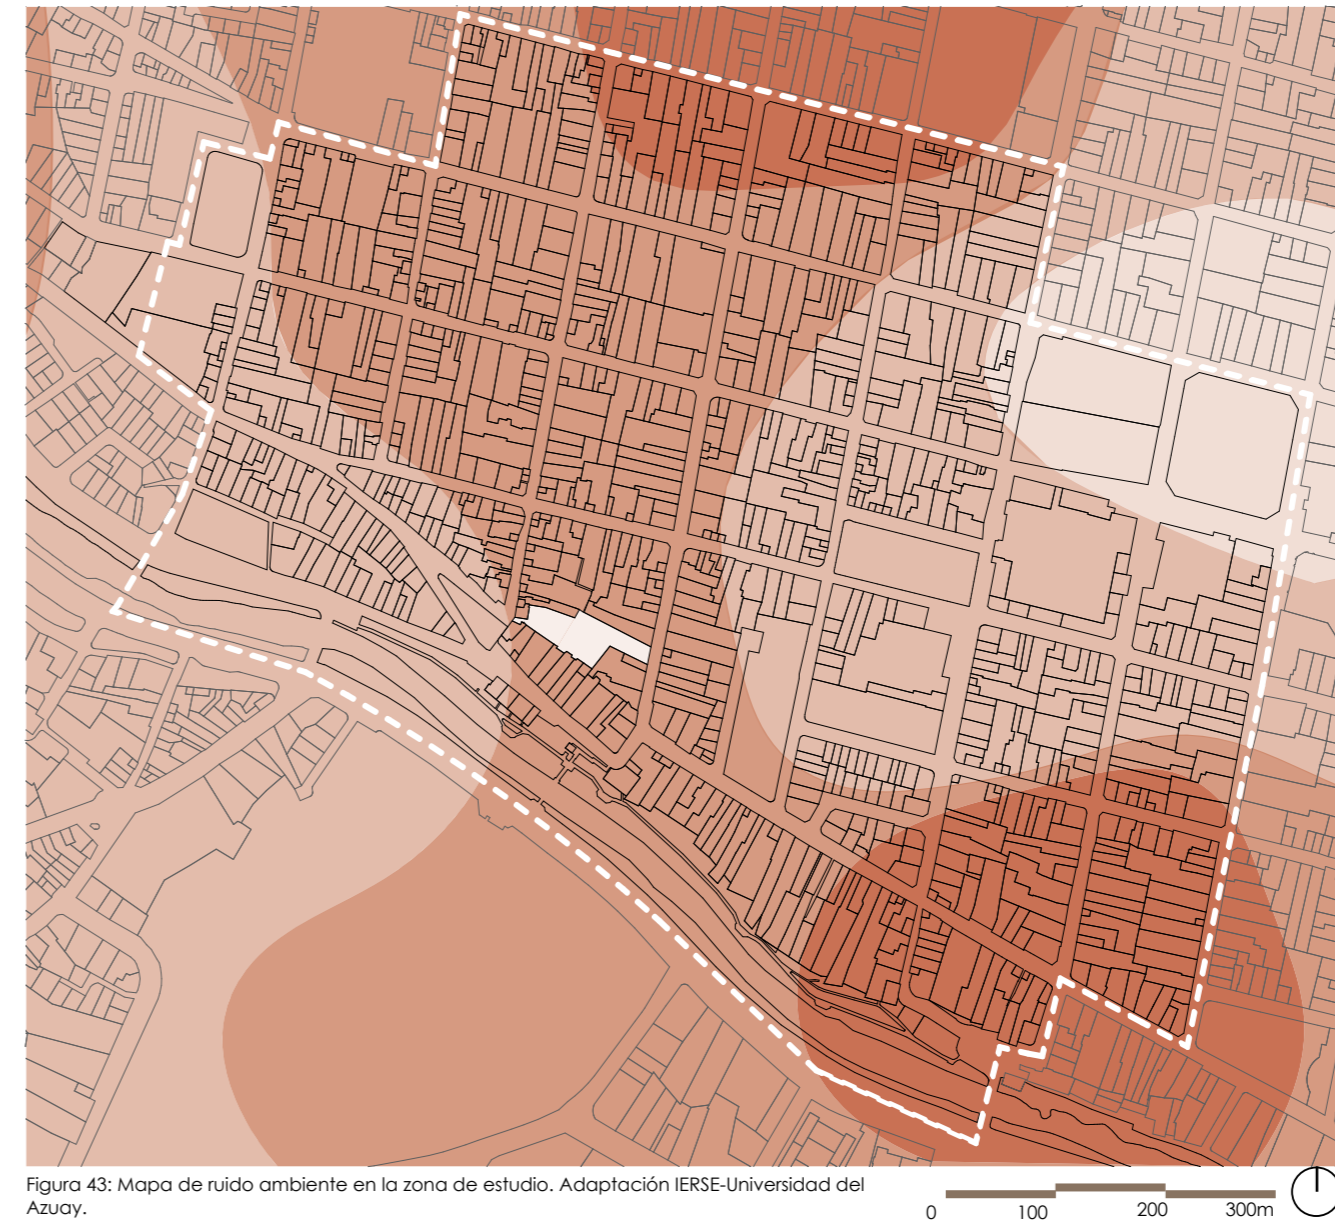 Figura 43: Mapa de ruido ambiente en la zona de estudio. Adaptación IERSE-Universidad del
Azuay.
0 100 200 300m